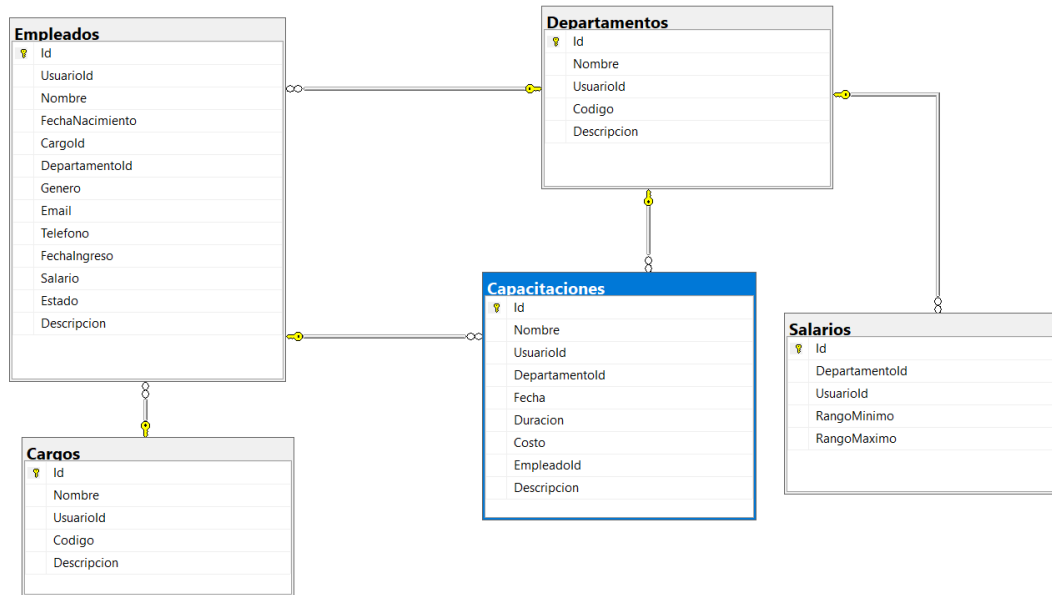 Empleados
Id
UsuarioId
Nombre
FechaNacimiento
CargoId
DepartamentoId
Genero
Email
Telefono
FechaIngreso
Salario
Estado
Descripcion
Departamentos
Id
Nombre
UsuarioId
Codigo
Descripcion
Capacitaciones
Id
Nombre
UsuarioId
DepartamentoId
Fecha
Duracion
Costo
EmpleadoId
Descripcion
Salarios
Id
DepartamentoId
UsuarioId
RangoMinimo
RangoMaximo
Cargos
Id
Nombre
UsuarioId
Codigo
Descripcion